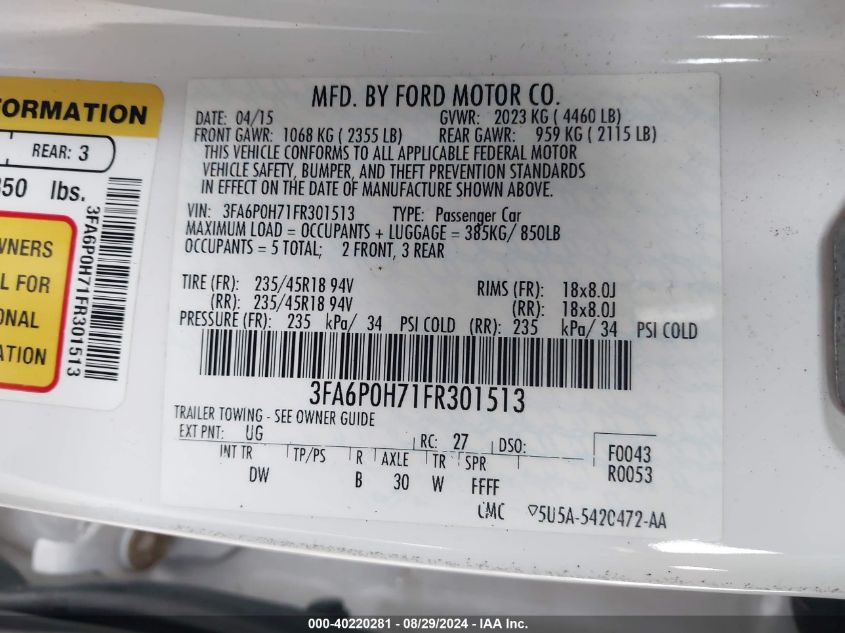 FORMATION
REAR: 3
850 lbs.
3FA6P0H71FR301513
WNERS
L FOR
ONAL
ATION
MFD. BY FORD MOTOR CO.
DATE: 04/15 GVWR: 2023 KG ( 4460 LB)
FRONT GAWR: 1068 KG ( 2355 LB) REAR GAWR: 959 KG ( 2115 LB)
THIS VEHICLE CONFORMS TO ALL APPLICABLE FEDERAL MOTOR
VEHICLE SAFETY, BUMPER, AND THEFT PREVENTION STANDARDS
IN EFFECT ON THE DATE OF MANUFACTURE SHOWN ABOVE.
VIN: 3FA6P0H71FR301513 TYPE: Passenger Car
MAXIMUM LOAD = OCCUPANTS + LUGGAGE = 385KG/ 850LB
OCCUPANTS = 5 TOTAL; 2 FRONT, 3 REAR
TIRE (FR): 235/45R18 94V RIMS (FR): 18x8.0J
(RR): 235/45R18 94V (RR): 18x8.0J
PRESSURE (FR): 235 kPa/ 34 PSI COLD (RR): 235 kPa/ 34 PSI COLD
3FA6P0H71FR301513
TRAILER TOWING - SEE OWNER GUIDE
EXT PNT: UG RC: 27 DSO: F0043
INT TR TP/PS R AXLE TR SPR R0053
DW B 30 W FFFF
CMC ▽5U5A-5420472-AA
000-40220281 - 08/29/2024 - IAA Inc.